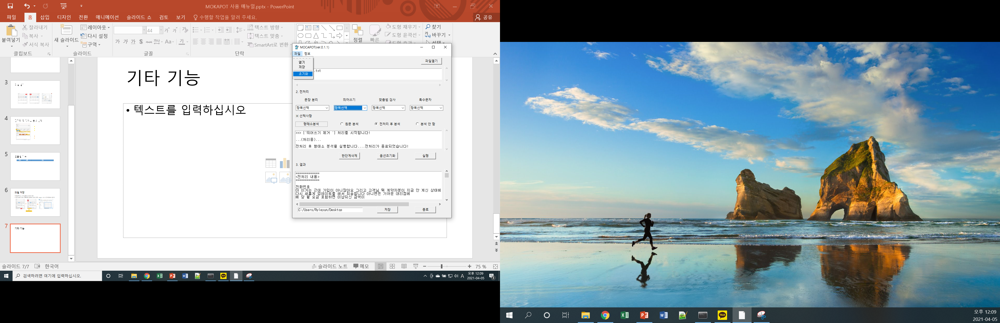 MOKAPOT 사용 매뉴얼.pptx - PowerPoint
파일 홈 삽입 디자인 전환 애니메이션 슬라이드 쇼 검토 보기 수행할 작업을 알려 주세요. 공유
붙여넣기
잘라내기
복사
서식 복사
클립보드
새 슬라이드
레이아웃
다시 설정
구역
슬라이드
44
가 가 가 S 가나다 간나 Aa 가
글꼴
텍스트 방향
텍스트 맞춤
SmartArt로 변환
단락
정렬
빠른
도형 채우기
도형 윤곽선
도형 효과
찾기
바꾸기
선택
3
4
5
6
파일 저장
7
기타 기능
기타 기능
• 텍스트를 입력하십시오
MOCAPOT(ver.0.1.1)
파일 정보
열기
저장
초기화
파일열기
.txt
2. 전처리
문장 분리 띄어쓰기 맞춤법 검사 특수문자
항목선택 항목선택 항목선택 항목선택
※ 선택사항
형태소분석 원문 분석 전처리 후 분석 분석 안 함
>>> ['띄어쓰기 제거 '] 처리를 시작합니다!
...(처리중)...
전처리 후 형태소 분석을 실행합니다....전처리가 종료되었습니다!
한단계삭제 옵션초기화 실행
3. 결과
=============
<전처리 내용>
=============
전화번호
아 이거는 근데 가입이 아니잖아요 그리고 고객님 뭐 계약자분이 지금 안 계신 상태에
다시 새롭게 업데이트를 해서 죄송합니다 아니면은 가까운 대리점에
예 당 월 요금 포함하면 미납되신 금액이
C:/Users/Ryleyun/Desktop 저장 종료
슬라이드 7/7 한국어 슬라이드 노트 메모 75 %
검색하려면 여기에 입력하십시오.
TALK
A
오후 12:09
2021-04-05
3
TALK
오후 12:09
2021-04-05